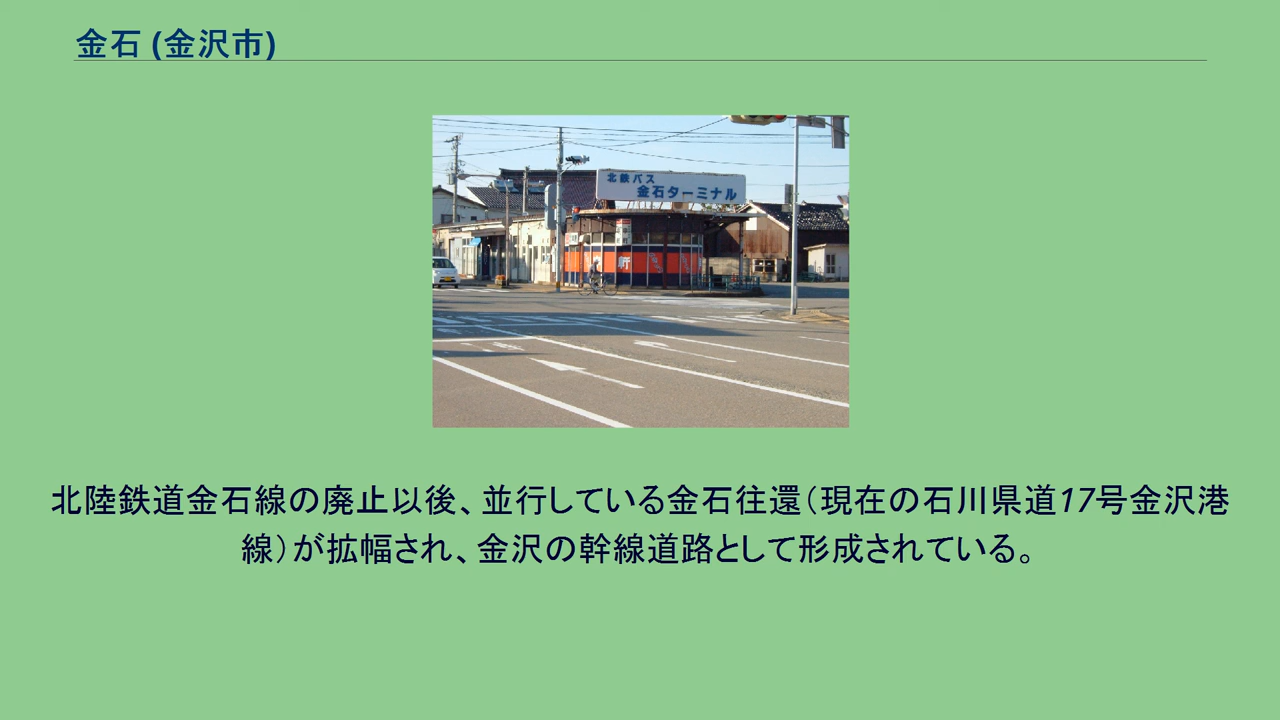 金石 (金沢市)
北鉄バス
金石ターミナル
北陸鉄道金石線の廃止以後、並行している金石往還（現在の石川県道17号金沢港
線）が拡幅され、金沢の幹線道路として形成されている。